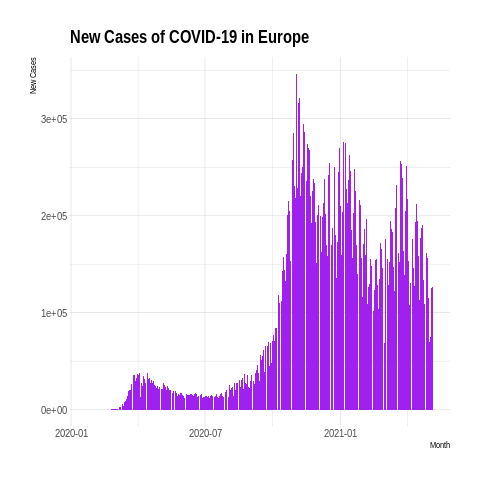 New Cases of COVID-19 in Europe
New Cases
3e+05
2e+05
1e+05
0e+00
2020-01 2020-07 2021-01
Month